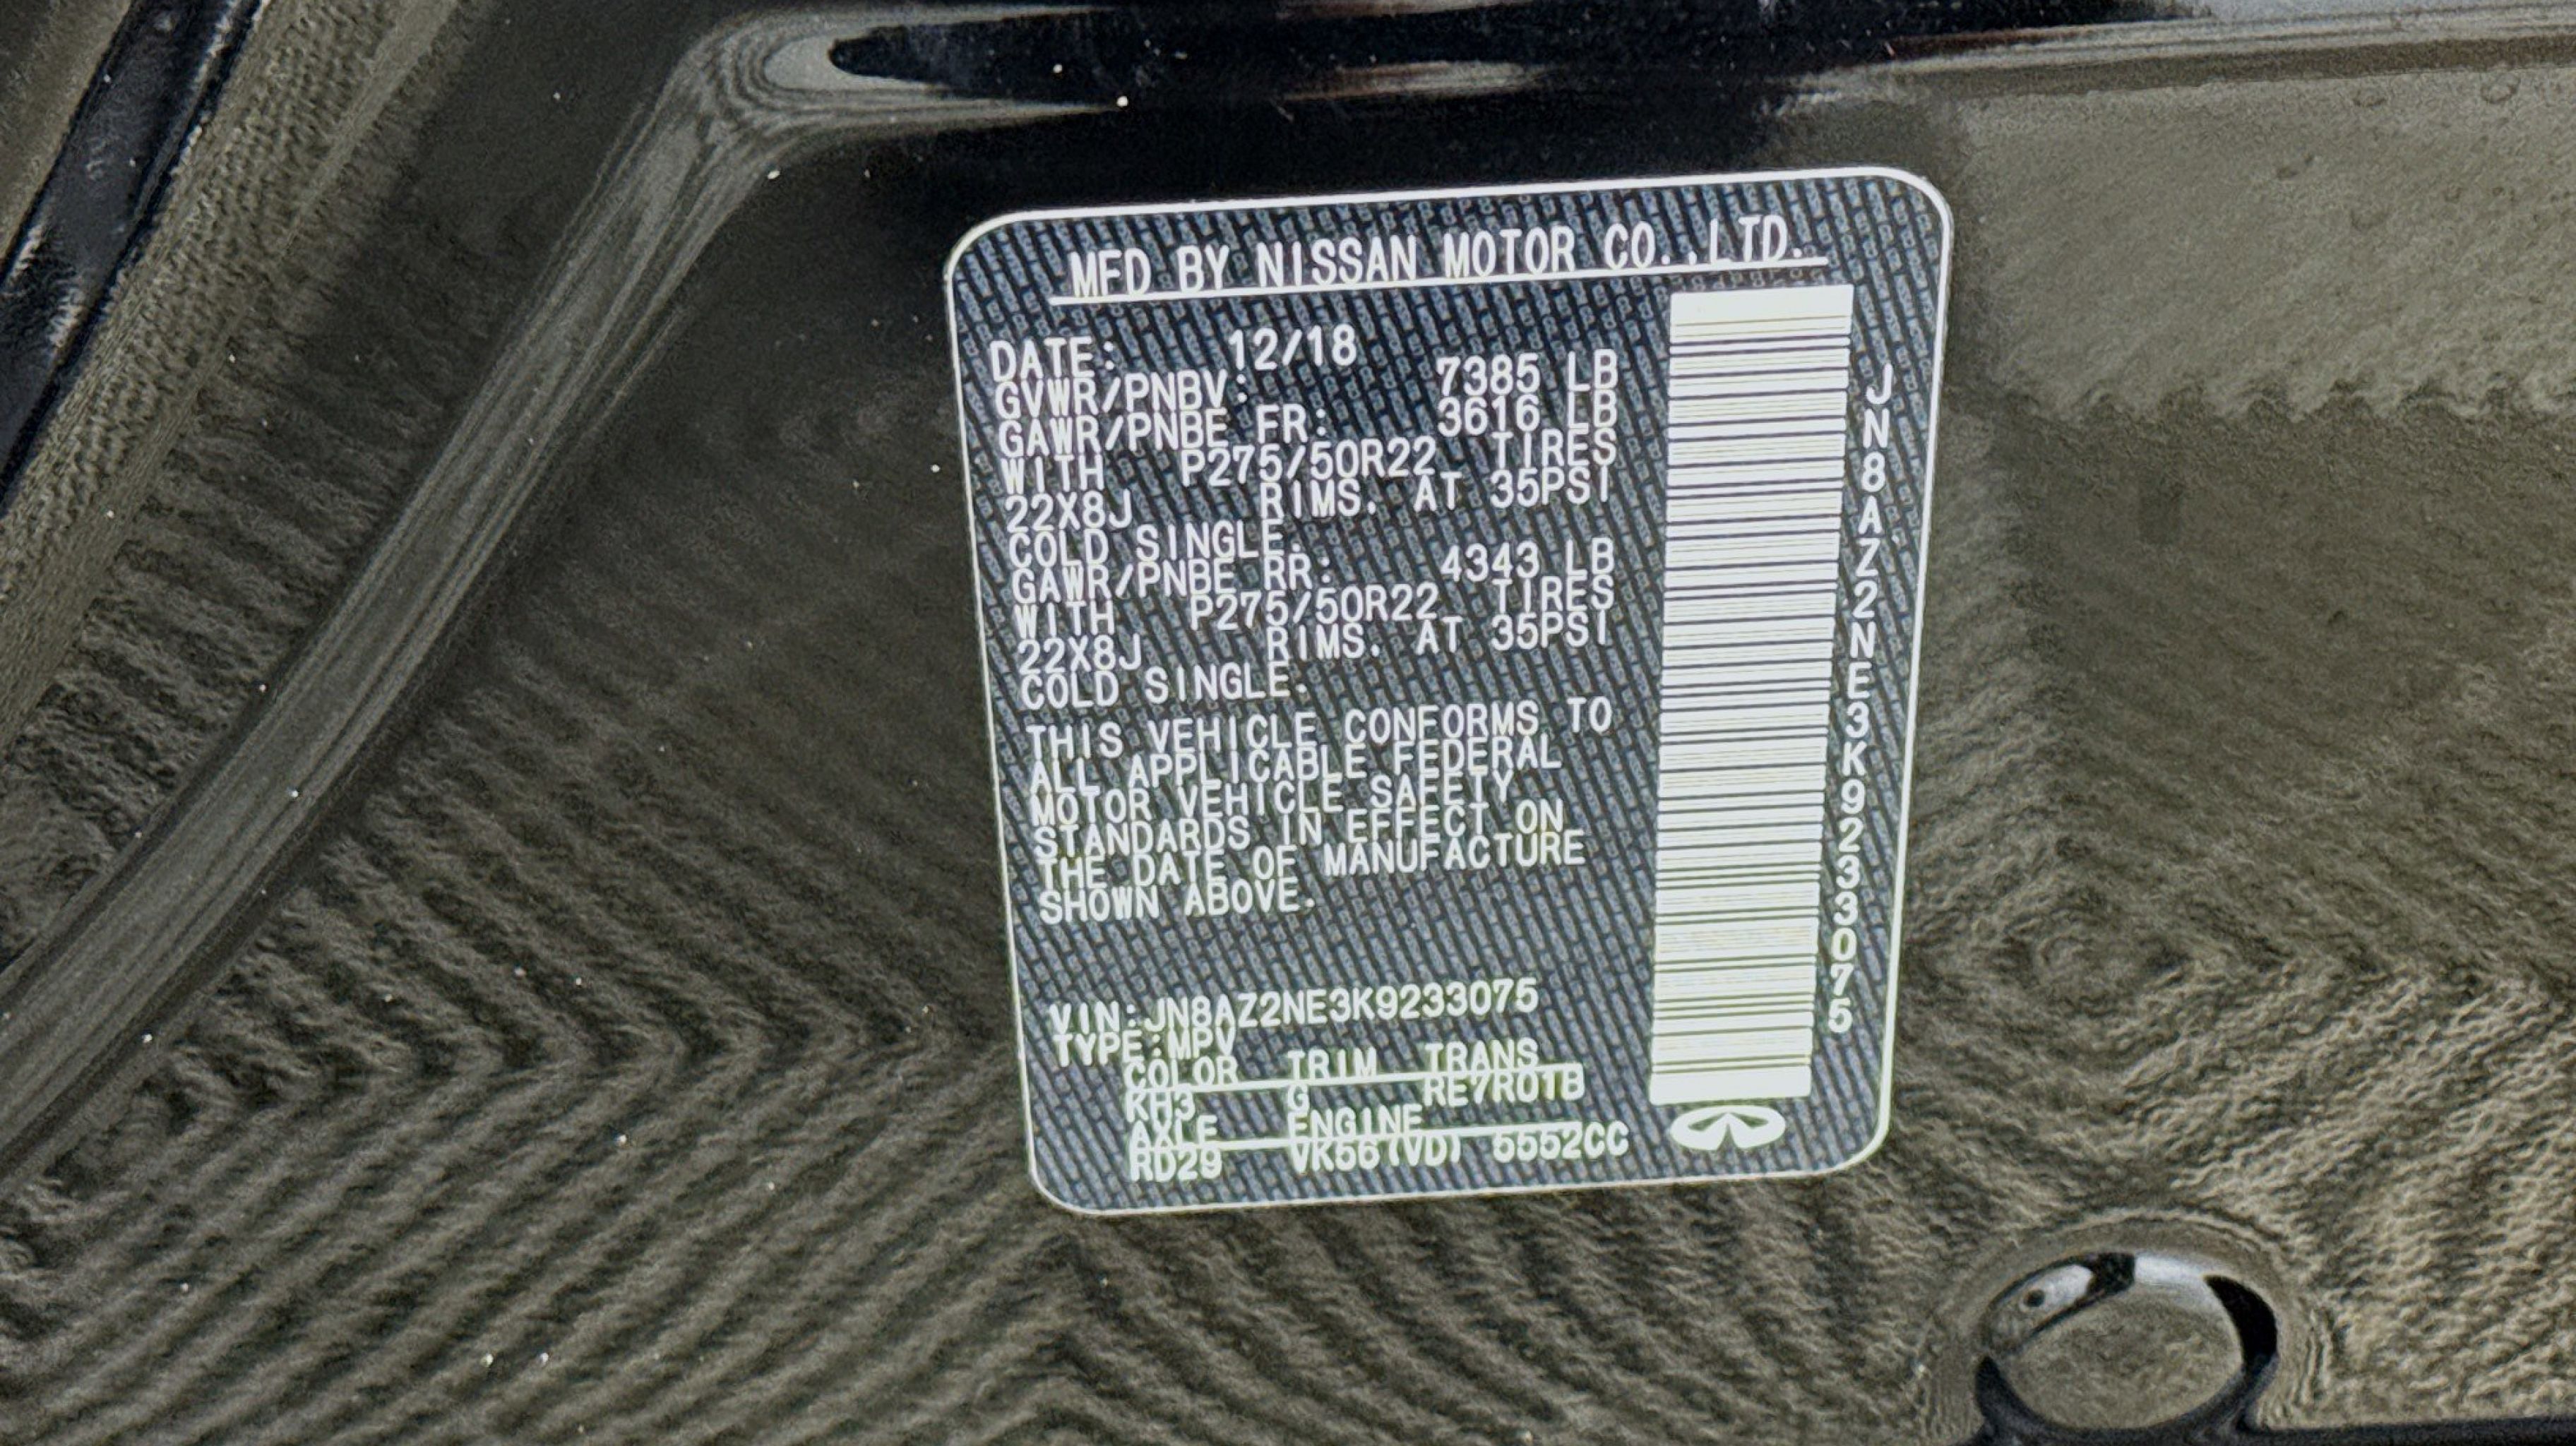 MFD BY NISSAN MOTOR CO.,LTD.
DATE: 12/18
GVWR/PNBV: 7385 LB
GAWR/PNBE FR: 3616 LB
WITH P275/50R22 TIRES
22X8J RIMS. AT 35PSI
COLD SINGLE.
GAWR/PNBE RR: 4343 LB
WITH P275/50R22 TIRES
22X8J RIMS. AT 35PSI
COLD SINGLE.
THIS VEHICLE CONFORMS TO
ALL APPLICABLE FEDERAL
MOTOR VEHICLE SAFETY
STANDARDS IN EFFECT ON
THE DATE OF MANUFACTURE
SHOWN ABOVE.
VIN:JN8AZ2NE3K9233075
TYPE:MPV
COLOR TRIM TRANS
KH3 G RE7R01B
AXLE ENGINE
RD29 VK56(VD) 5552CC
JN8AZ2NE3K9233075